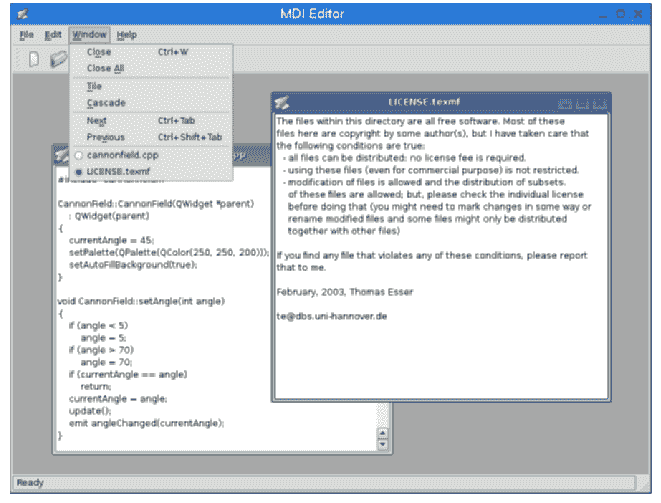 MDI Editor
File Edit Window Help
Close Ctrl+W
Close All
Tile
Cascade
Next Ctrl+Tab
Previous Ctrl+Shift+Tab
cannonfield.cpp
LICENSE.texmf
CannonField::CannonField(QWidget *parent)
: QWidget(parent)
{
currentAngle = 45;
setPalette(QPalette(QColor(250, 250, 200)));
setAutoFillBackground(true);
}
void CannonField::setAngle(int angle)
{
if (angle < 5)
angle = 5;
if (angle > 70)
angle = 70;
if (currentAngle == angle)
return;
currentAngle = angle;
update();
emit angleChanged(currentAngle);
}
LICENSE.texmf
The files within this directory are all free software. Most of these
files here are copyright by some author(s), but I have taken care that
the following conditions are true:
- all files can be distributed: no license fee is required.
- using these files (even for commercial purpose) is not restricted.
- modification of files is allowed and the distribution of subsets.
of these files are allowed; but, please check the individual license
before doing that (you might need to mark changes in some way or
rename modified files and some files might only be distributed
together with other files)
If you find any file that violates any of these conditions, please report
that to me.
February, 2003, Thomas Esser
te@dbs.uni-hannover.de
Ready